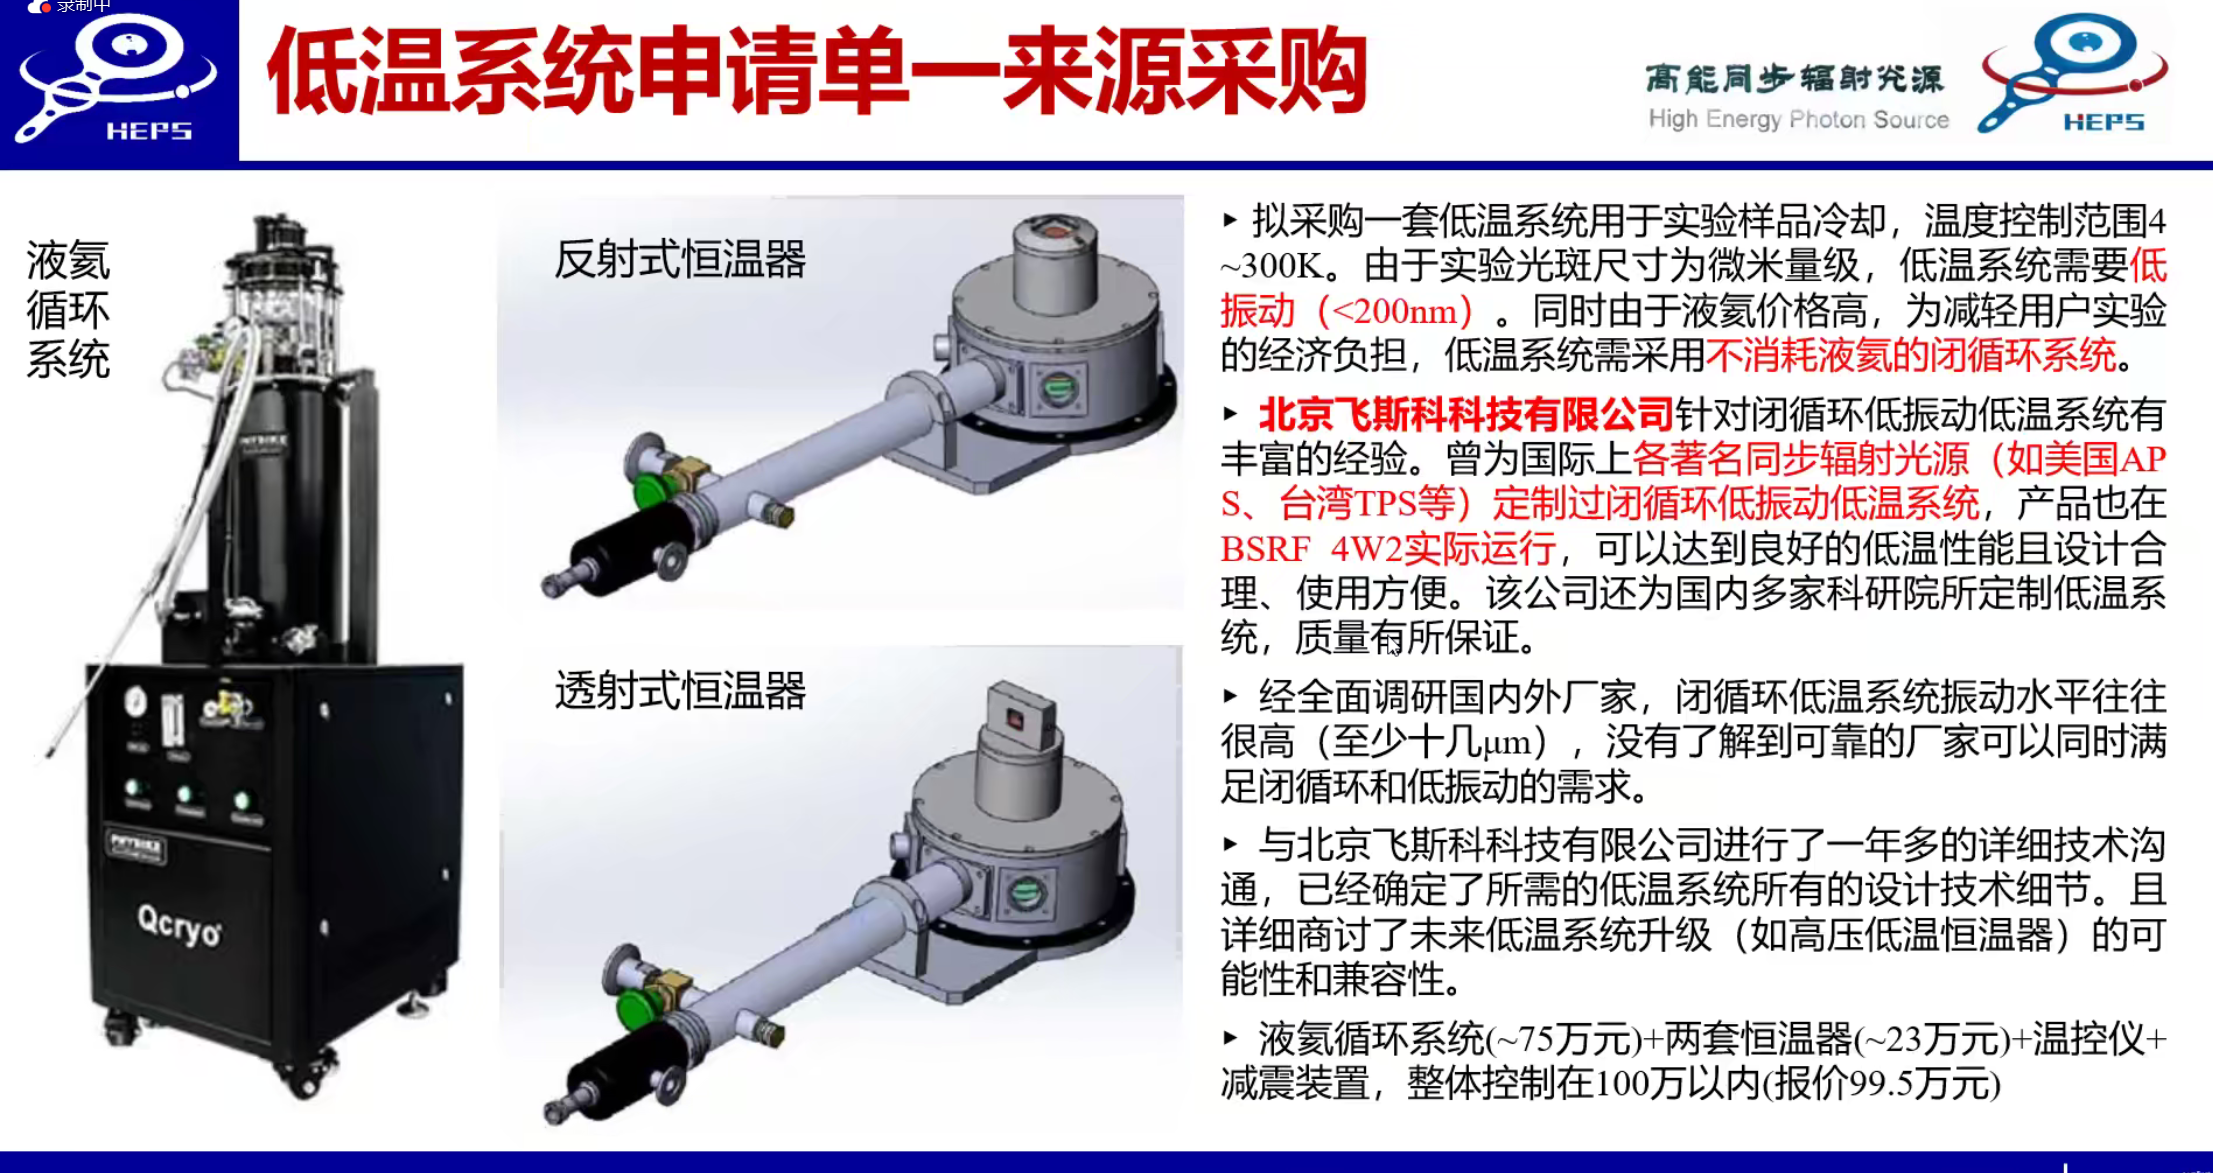 录制中
HEPS
低温系统申请单一来源采购
高能同步辐射光源
High Energy Photon Source
HEPS
液氦
循环
系统
PHYSIKE
Qcryo
反射式恒温器
透射式恒温器
‣ 拟采购一套低温系统用于实验样品冷却，温度控制范围4
~300K。由于实验光斑尺寸为微米量级，低温系统需要低
振动（<200nm）。同时由于液氦价格高，为减轻用户实验
的经济负担，低温系统需采用不消耗液氦的闭循环系统。
‣ 北京飞斯科科技有限公司针对闭循环低振动低温系统有
丰富的经验。曾为国际上各著名同步辐射光源（如美国AP
S、台湾TPS等）定制过闭循环低振动低温系统，产品也在
BSRF 4W2实际运行，可以达到良好的低温性能且设计合
理、使用方便。该公司还为国内多家科研院所定制低温系
统，质量有所保证。
‣ 经全面调研国内外厂家，闭循环低温系统振动水平往往
很高（至少十几μm），没有了解到可靠的厂家可以同时满
足闭循环和低振动的需求。
‣ 与北京飞斯科科技有限公司进行了一年多的详细技术沟
通，已经确定了所需的低温系统所有的设计技术细节。且
详细商讨了未来低温系统升级（如高压低温恒温器）的可
能性和兼容性。
‣ 液氦循环系统(~75万元)+两套恒温器(~23万元)+温控仪+
减震装置，整体控制在100万以内(报价99.5万元)